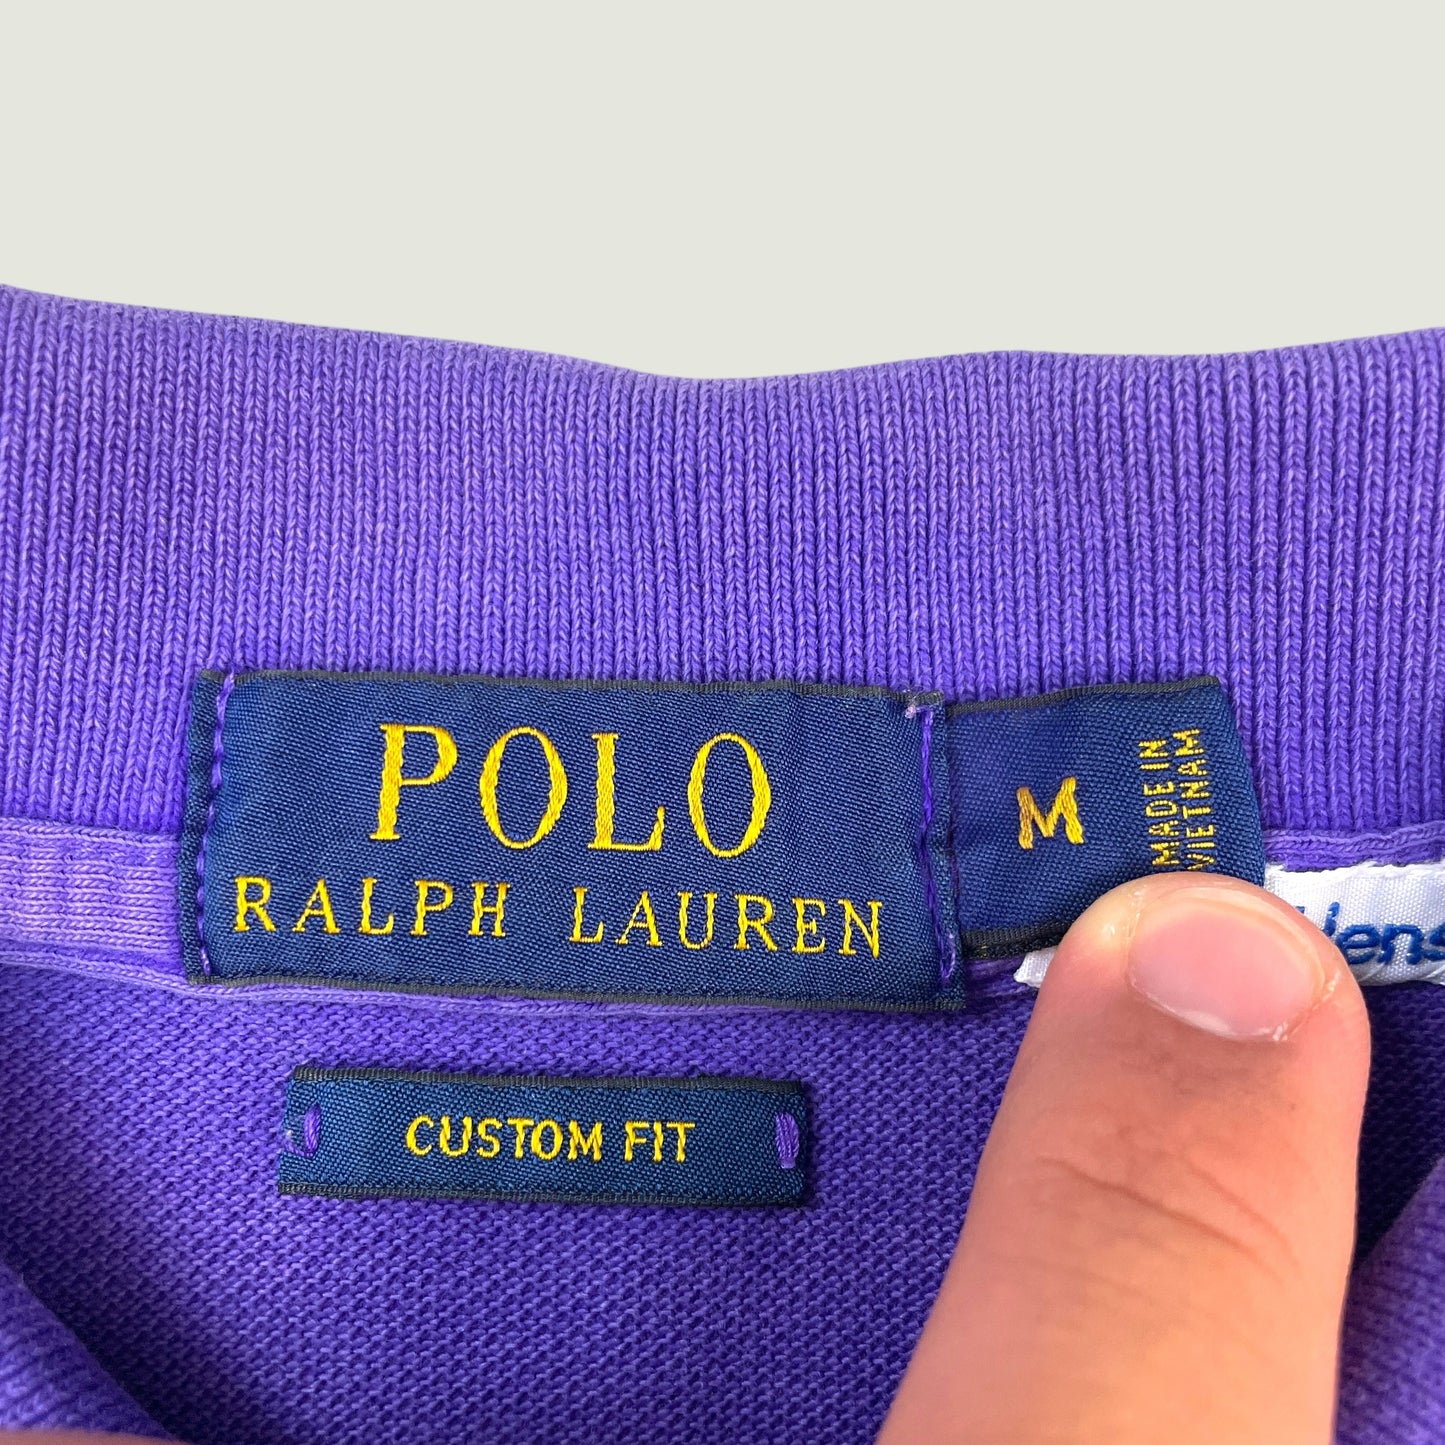 POLO
RALPH LAUREN
M
MADE IN
VIETNAM
CUSTOM FIT